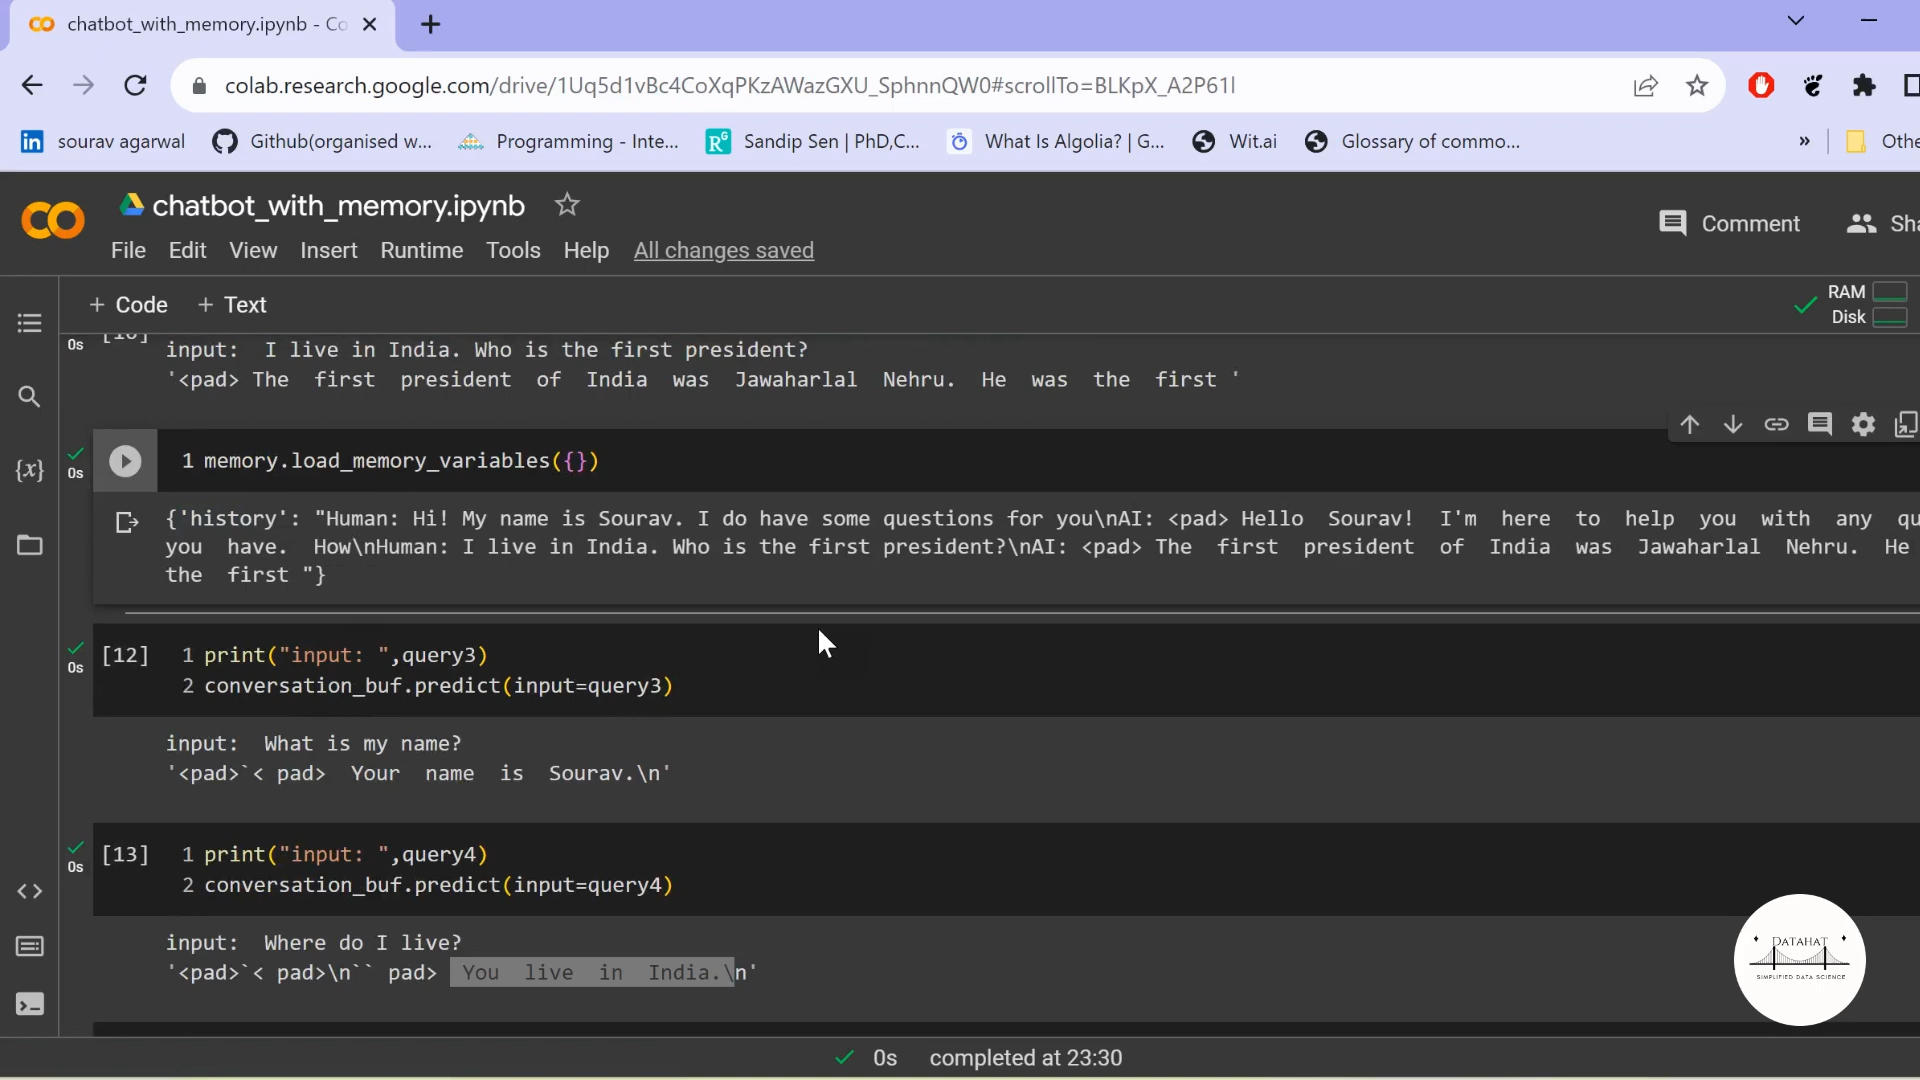 chatbot_with_memory.ipynb - Co
colab.research.google.com/drive/1Uq5d1vBc4CoXqPKzAWazGXU_SphnnQW0#scrollTo=BLKpX_A2P61l
sourav agarwal Github(organised w... Programming - Inte... Sandip Sen | PhD,C... What Is Algolia? | G... Wit.ai Glossary of commo... » Othe
chatbot_with_memory.ipynb
Comment Sha
File Edit View Insert Runtime Tools Help All changes saved
+ Code + Text
RAM
Disk
0s
input: I live in India. Who is the first president?
'<pad> The first president of India was Jawaharlal Nehru. He was the first '
0s
1 memory.load_memory_variables({})
{'history': "Human: Hi! My name is Sourav. I do have some questions for you\nAI: <pad> Hello Sourav! I'm here to help you with any qu
you have. How\nHuman: I live in India. Who is the first president?\nAI: <pad> The first president of India was Jawaharlal Nehru. He
the first "}
0s
[12] 1 print("input: ",query3)
2 conversation_buf.predict(input=query3)
input: What is my name?
'<pad>`< pad> Your name is Sourav.\n'
0s
[13] 1 print("input: ",query4)
2 conversation_buf.predict(input=query4)
input: Where do I live?
'<pad>`< pad>\n`` pad> You live in India.\n'
DATAHAT
SIMPLIFIED DATA SCIENCE
0s completed at 23:30